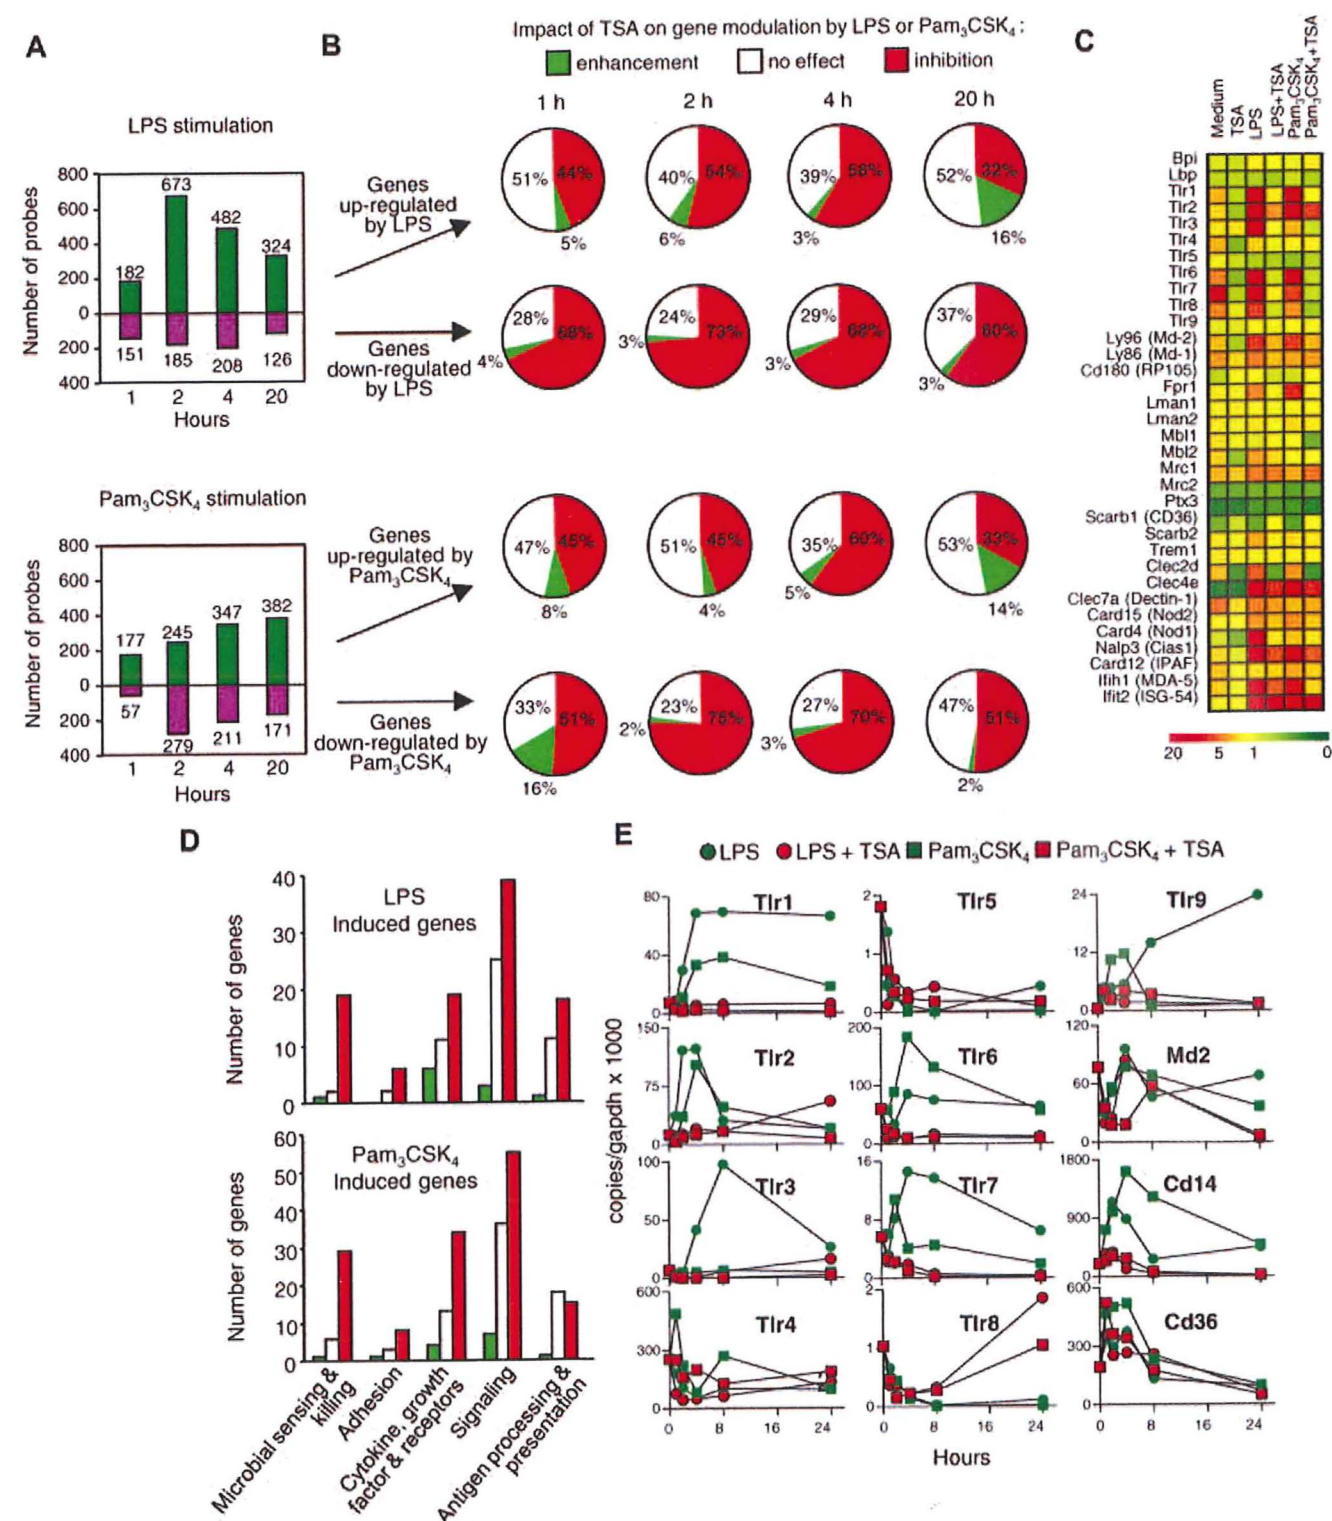 A
B
C
Impact of TSA on gene modulation by LPS or Pam₃CSK₄ :
enhancement
no effect
inhibition
1 h
2 h
4 h
20 h
LPS stimulation
Number of probes
800
600
400
200
0
200
400
182
673
482
324
151
185
208
126
1
2
4
20
Hours
Genes
up-regulated
by LPS
51%
44%
5%
40%
54%
6%
39%
58%
3%
52%
32%
16%
Genes
down-regulated
by LPS
28%
68%
4%
24%
73%
3%
29%
68%
3%
37%
60%
3%
Pam₃CSK₄ stimulation
Number of probes
800
600
400
200
0
200
400
177
245
347
382
57
279
211
171
1
2
4
20
Hours
Genes
up-regulated by
Pam₃CSK₄
47%
45%
8%
51%
45%
4%
35%
60%
5%
53%
33%
14%
Genes
down-regulated by
Pam₃CSK₄
33%
51%
16%
23%
75%
2%
27%
70%
3%
47%
51%
2%
Medium
TSA
LPS
LPS+TSA
Pam₃CSK₄
Pam₃CSK₄+TSA
Bpi
Lbp
Tlr1
Tlr2
Tlr3
Tlr4
Tlr5
Tlr6
Tlr7
Tlr8
Tlr9
Ly96 (Md-2)
Ly86 (Md-1)
Cd180 (RP105)
Fpr1
Lman1
Lman2
Mbl1
Mbl2
Mrc1
Mrc2
Ptx3
Scarb1 (CD36)
Scarb2
Trem1
Clec2d
Clec4e
Clec7a (Dectin-1)
Card15 (Nod2)
Card4 (Nod1)
Nalp3 (Cias1)
Card12 (IPAF)
Ifih1 (MDA-5)
Ifit2 (ISG-54)
20
5
1
0
D
Number of genes
40
30
20
10
0
LPS
Induced genes
Number of genes
60
50
40
30
20
10
0
Pam₃CSK₄
Induced genes
Microbial sensing &
killing
Adhesion
Cytokine, growth
factor & receptors
Signaling
Antigen processing &
presentation
E
LPS
LPS + TSA
Pam₃CSK₄
Pam₃CSK₄ + TSA
copies/gapdh x 1000
80
40
0
Tlr1
2
1
0
Tlr5
24
12
0
Tlr9
150
75
0
Tlr2
200
100
0
Tlr6
120
60
0
Md2
100
50
0
Tlr3
16
8
0
Tlr7
1800
900
0
Cd14
600
300
0
Tlr4
2
1
0
Tlr8
600
300
0
Cd36
0
8
16
24
0
8
16
24
0
8
16
24
Hours